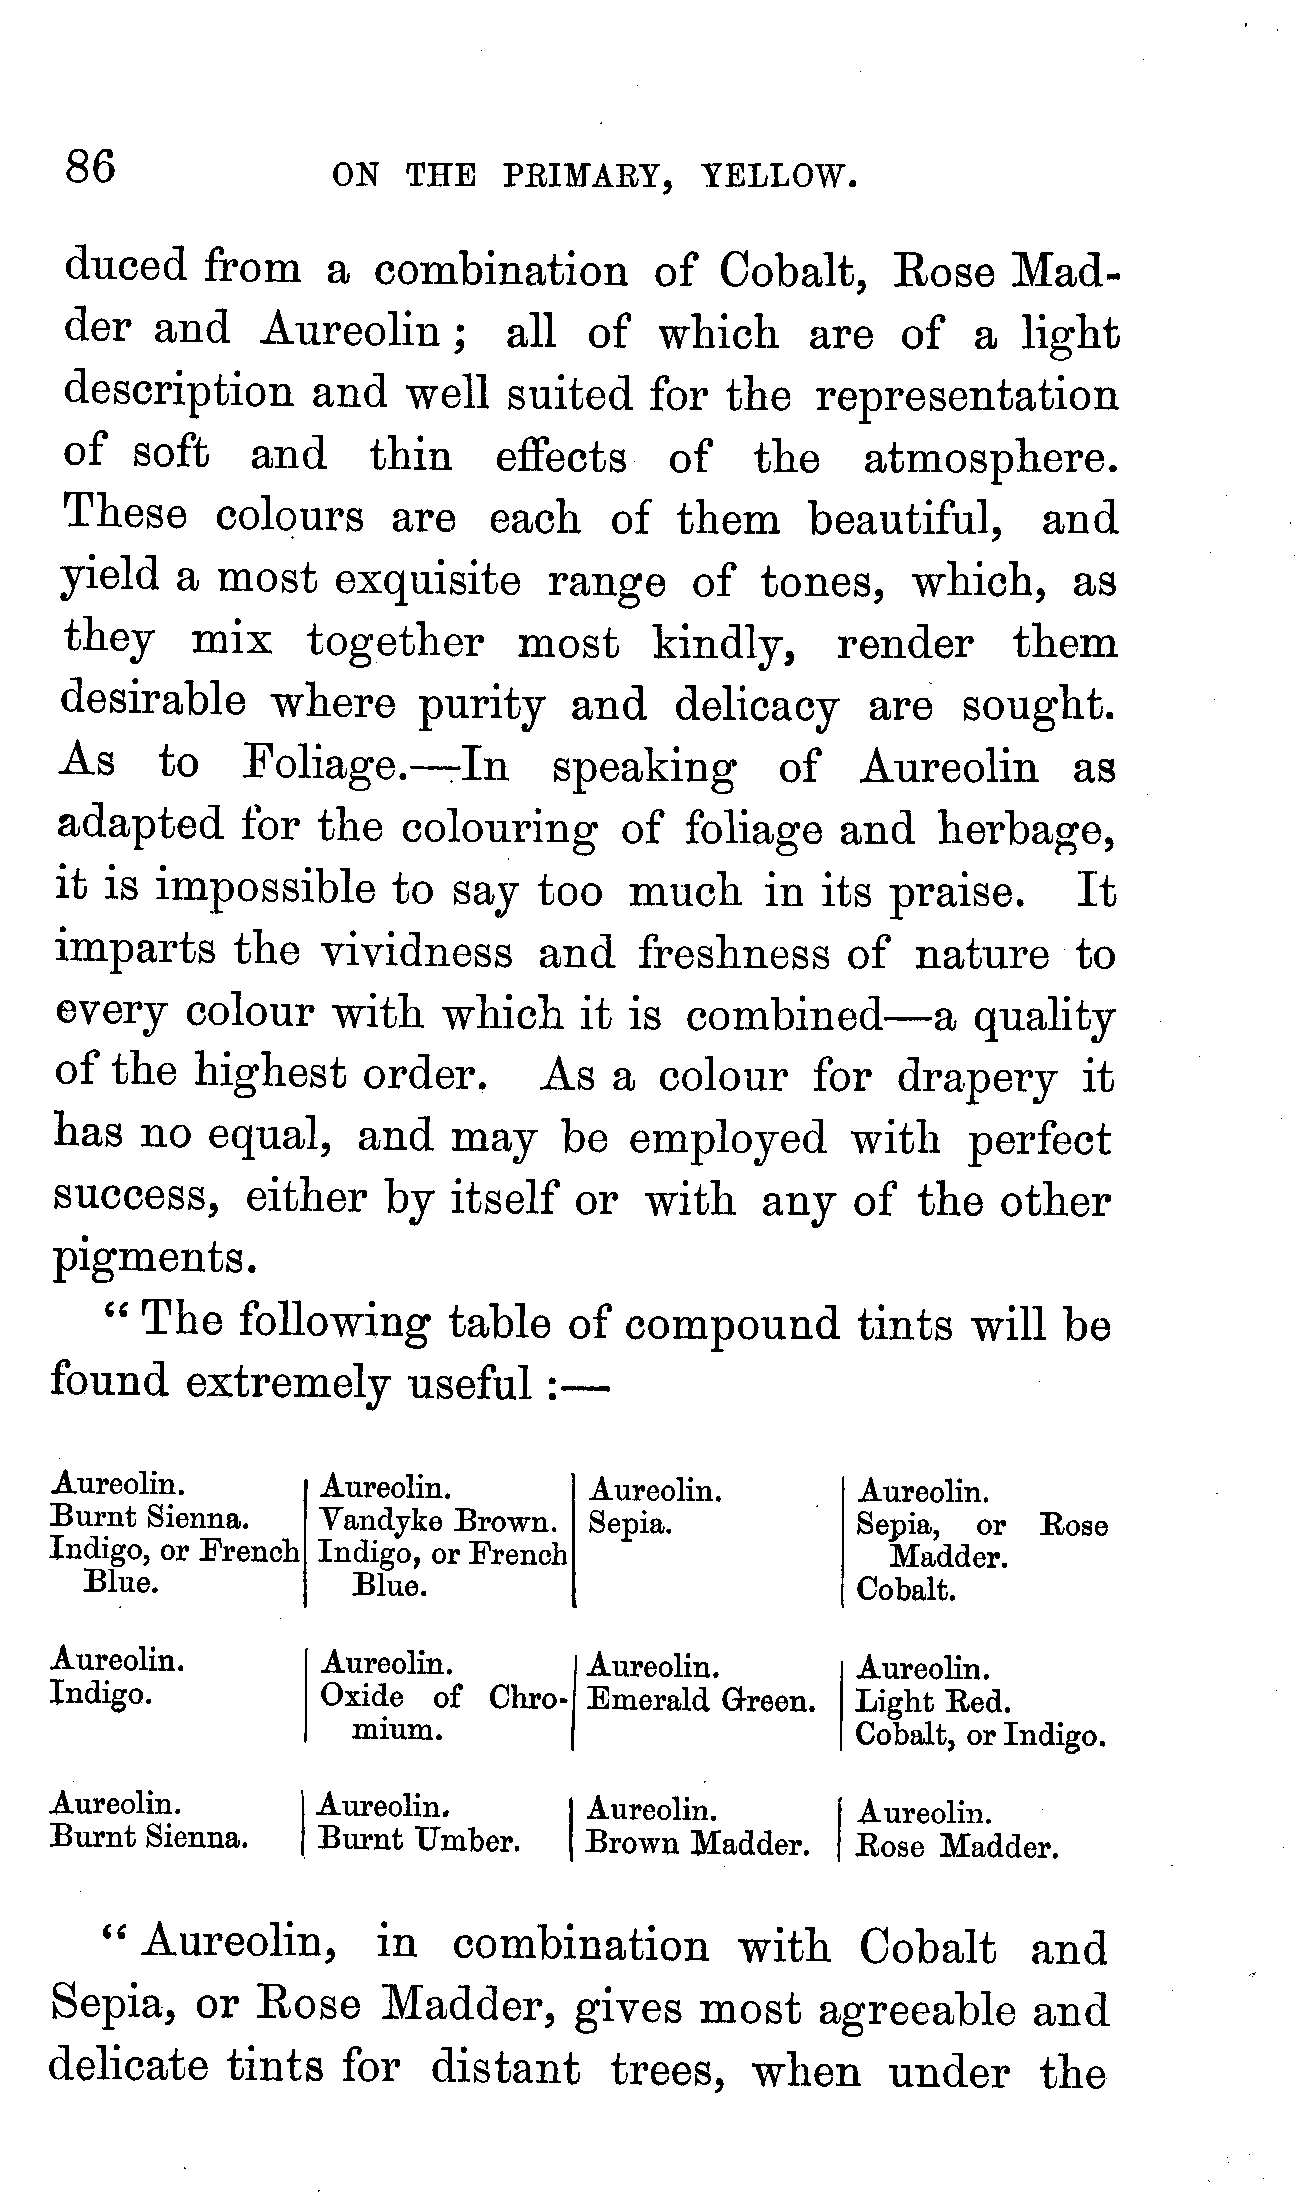 86 ON THE PRIMARY, YELLOW.
duced from a combination of Cobalt, Rose Mad-
der and Aureolin ; all of which are of a light
description and well suited for the representation
of soft and thin effects of the atmosphere.
These colours are each of them beautiful, and
yield a most exquisite range of tones, which, as
they mix together most kindly, render them
desirable where purity and delicacy are sought.
As to Foliage.—In speaking of Aureolin as
adapted for the colouring of foliage and herbage,
it is impossible to say too much in its praise. It
imparts the vividness and freshness of nature to
every colour with which it is combined—a quality
of the highest order. As a colour for drapery it
has no equal, and may be employed with perfect
success, either by itself or with any of the other
pigments.
“ The following table of compound tints will be
found extremely useful :—
Aureolin.
Burnt Sienna.
Indigo, or French
Blue.
Aureolin.
Vandyke Brown.
Indigo, or French
Blue.
Aureolin.
Sepia.
Aureolin.
Sepia, or Rose
Madder.
Cobalt.
Aureolin.
Indigo.
Aureolin.
Oxide of Chro-
mium.
Aureolin.
Emerald Green.
Aureolin.
Light Red.
Cobalt, or Indigo.
Aureolin.
Burnt Sienna.
Aureolin.
Burnt Umber.
Aureolin.
Brown Madder.
Aureolin.
Rose Madder.
“ Aureolin, in combination with Cobalt and
Sepia, or Rose Madder, gives most agreeable and
delicate tints for distant trees, when under the